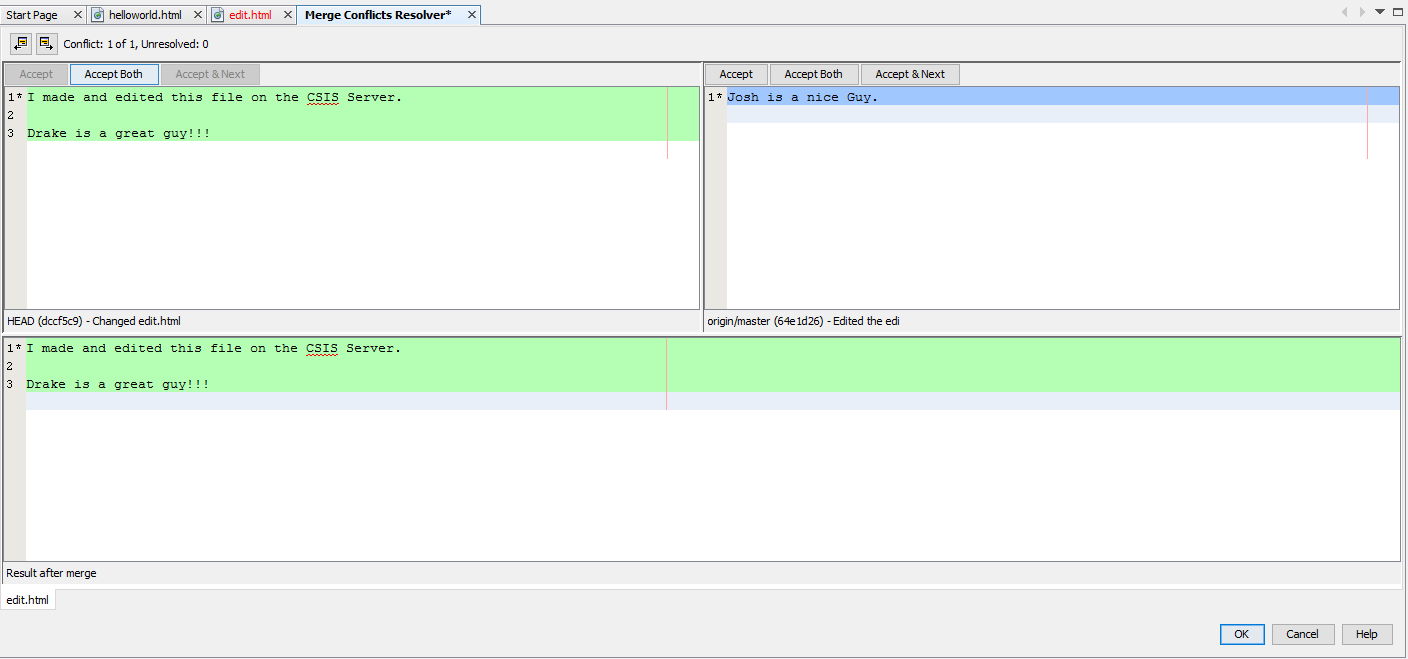 Start Page helloworld.html edit.html Merge Conflicts Resolver*
Conflict: 1 of 1, Unresolved: 0
Accept Accept Both Accept & Next
1* I made and edited this file on the CSIS Server.
2
3 Drake is a great guy!!!
HEAD (dccf5c9) - Changed edit.html
Accept Accept Both Accept & Next
1* Josh is a nice Guy.
origin/master (64e1d26) - Edited the edi
1* I made and edited this file on the CSIS Server.
2
3 Drake is a great guy!!!
Result after merge
edit.html
OK Cancel Help